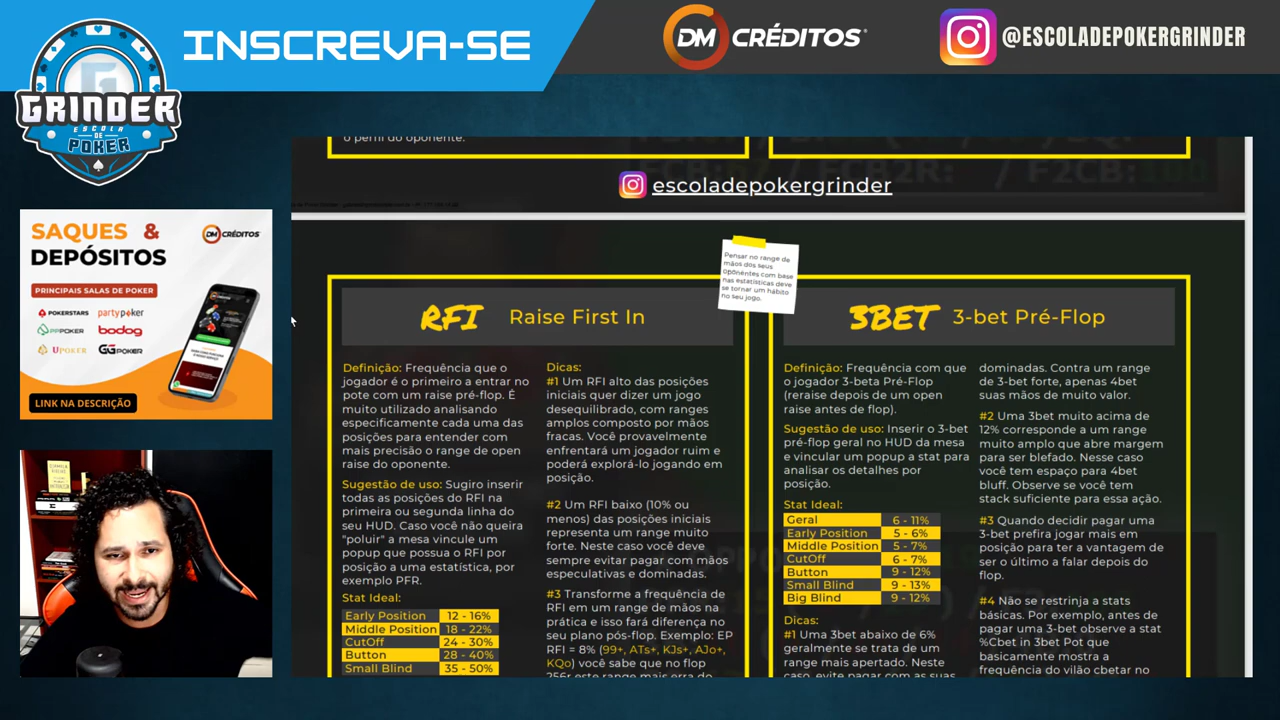 INSCREVA-SE
DM CRÉDITOS
@ESCOLADEPOKERGRINDER
GRINDER
ESCOLA
DE
POKER
SAQUES &
DEPÓSITOS
DM CRÉDITOS
PRINCIPAIS SALAS DE POKER
POKERSTARS partypoker
PPPOKER bodog
UPOKER GGPOKER
LINK NA DESCRIÇÃO
o perfil do oponente.
escoladepokergrinder
Pensar no range de
mãos dos seus
oponentes com base
nas estatísticas deve
se tornar um hábito
no seu jogo.
RFI Raise First In
Definição: Frequência que o
jogador é o primeiro a entrar no
pote com um raise pré-flop. É
muito utilizado analisando
especificamente cada uma das
posições para entender com
mais precisão o range de open
raise do oponente.
Sugestão de uso: Sugiro inserir
todas as posições do RFI na
primeira ou segunda linha do
seu HUD. Caso você não queira
"poluir" a mesa vincule um
popup que possua o RFI por
posição a uma estatística, por
exemplo PFR.
Stat Ideal:
Early Position 12 - 16%
Middle Position 18 - 22%
CutOff 24 - 30%
Button 28 - 40%
Small Blind 35 - 50%
Dicas:
#1 Um RFI alto das posições
iniciais quer dizer um jogo
desequilibrado, com ranges
amplos composto por mãos
fracas. Você provavelmente
enfrentará um jogador ruim e
poderá explorá-lo jogando em
posição.
#2 Um RFI baixo (10% ou
menos) das posições iniciais
representa um range muito
forte. Neste caso você deve
sempre evitar pagar com mãos
especulativas e dominadas.
#3 Transforme a frequência de
RFI em um range de mãos na
prática e isso fará diferença no
seu plano pós-flop. Exemplo: EP
RFI = 8% (99+, ATs+, KJs+, AJo+,
KQo) você sabe que no flop
256r este range mais erra do
3BET 3-bet Pré-Flop
Definição: Frequência com que
o jogador 3-beta Pré-Flop
(reraise depois de um open
raise antes de flop).
Sugestão de uso: Inserir o 3-bet
pré-flop geral no HUD da mesa
e vincular um popup a stat para
analisar os detalhes por
posição.
Stat Ideal:
Geral 6 - 11%
Early Position 5 - 6%
Middle Position 5 - 7%
CutOff 6 - 7%
Button 9 - 12%
Small Blind 9 - 13%
Big Blind 9 - 12%
Dicas:
#1 Uma 3bet abaixo de 6%
geralmente se trata de um
range mais apertado. Neste
caso, evite pagar com as suas
dominadas. Contra um range
de 3-bet forte, apenas 4bet
suas mãos de muito valor.
#2 Uma 3bet muito acima de
12% corresponde a um range
muito amplo que abre margem
para ser blefado. Nesse caso
você tem espaço para 4bet
bluff. Observe se você tem
stack suficiente para essa ação.
#3 Quando decidir pagar uma
3-bet prefira jogar mais em
posição para ter a vantagem de
ser o último a falar depois do
flop.
#4 Não se restrinja a stats
básicas. Por exemplo, antes de
pagar uma 3-bet observe a stat
%Cbet in 3bet Pot que
basicamente mostra a
frequência do vilão cbetar no